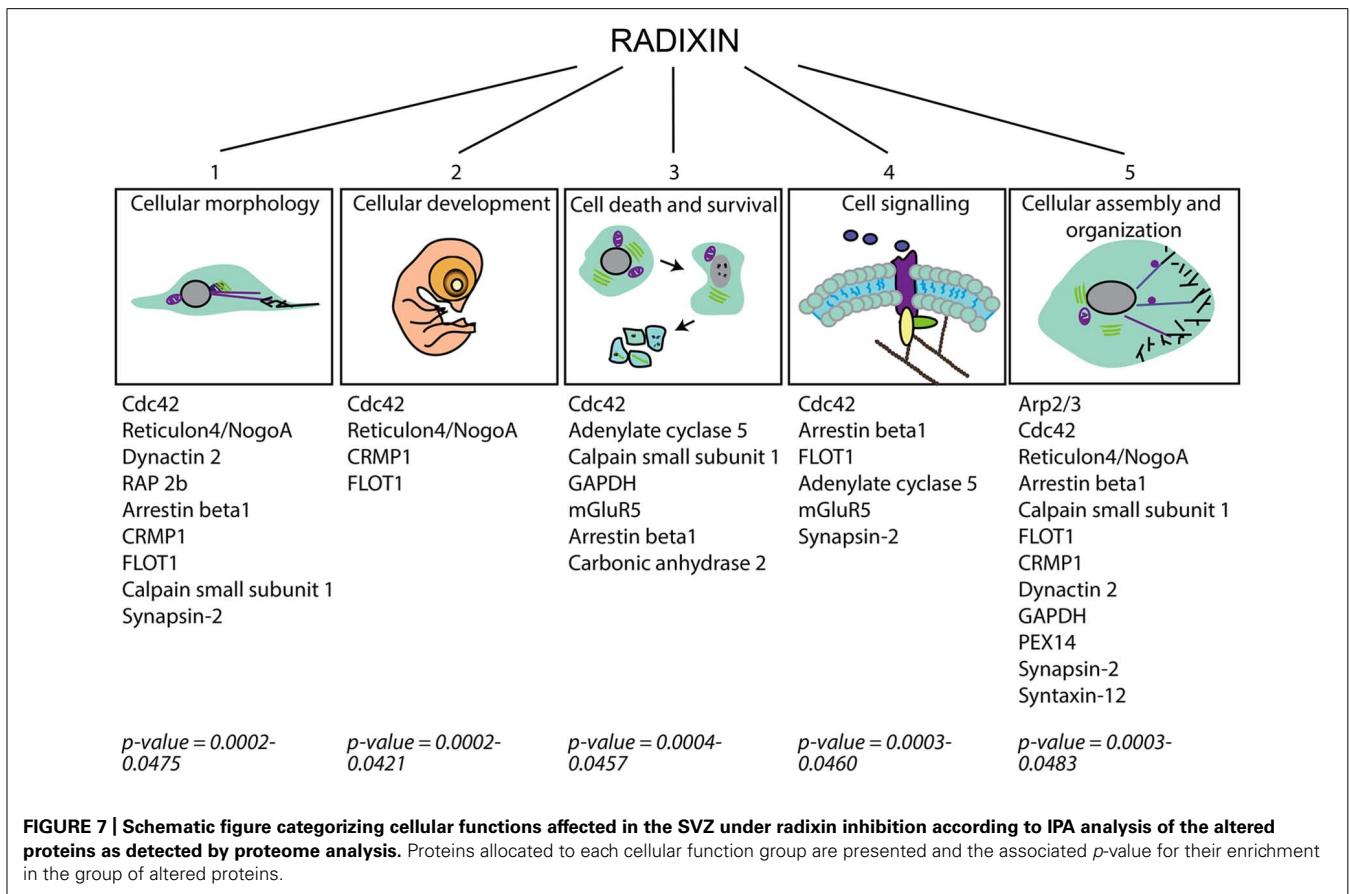 RADIXIN
1
Cellular morphology
Cdc42
Reticulon4/NogoA
Dynactin 2
RAP 2b
Arrestin beta1
CRMP1
FLOT1
Calpain small subunit 1
Synapsin-2
p-value = 0.0002-
0.0475
2
Cellular development
Cdc42
Reticulon4/NogoA
CRMP1
FLOT1
p-value = 0.0002-
0.0421
3
Cell death and survival
Cdc42
Adenylate cyclase 5
Calpain small subunit 1
GAPDH
mGluR5
Arrestin beta1
Carbonic anhydrase 2
p-value = 0.0004-
0.0457
4
Cell signalling
Cdc42
Arrestin beta1
FLOT1
Adenylate cyclase 5
mGluR5
Synapsin-2
p-value = 0.0003-
0.0460
5
Cellular assembly and
organization
Arp2/3
Cdc42
Reticulon4/NogoA
Arrestin beta1
Calpain small subunit 1
FLOT1
CRMP1
Dynactin 2
GAPDH
PEX14
Synapsin-2
Syntaxin-12
p-value = 0.0003-
0.0483
FIGURE 7 | Schematic figure categorizing cellular functions affected in the SVZ under radixin inhibition according to IPA analysis of the altered
proteins as detected by proteome analysis. Proteins allocated to each cellular function group are presented and the associated p-value for their enrichment
in the group of altered proteins.